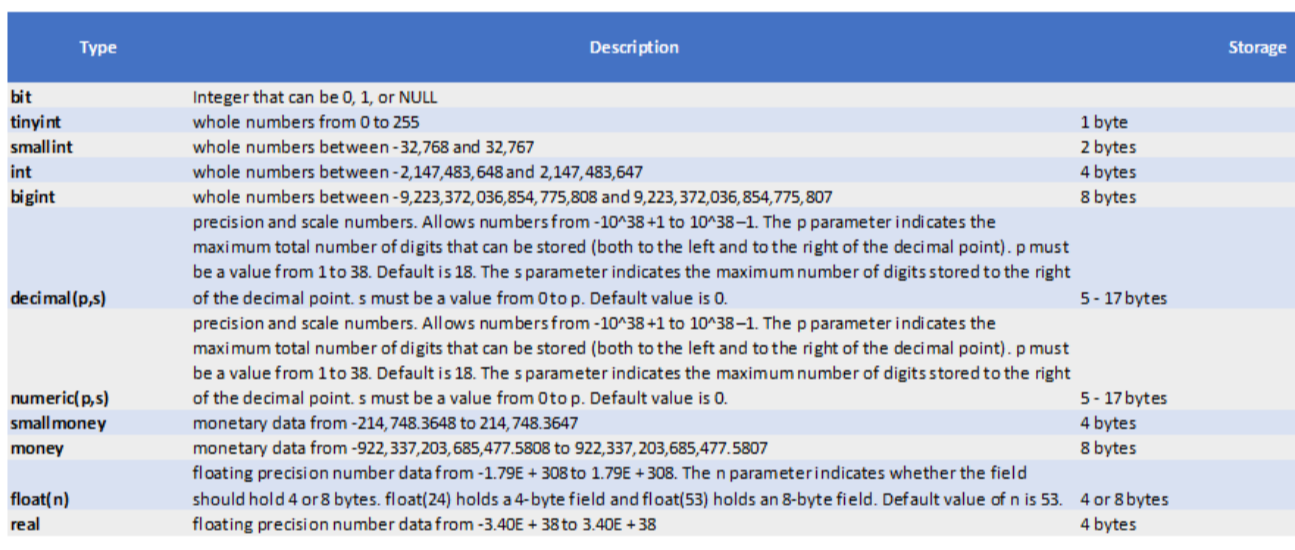 Type Description Storage
bit Integer that can be 0, 1, or NULL
tinyint whole numbers from 0 to 255 1 byte
smallint whole numbers between -32,768 and 32,767 2 bytes
int whole numbers between -2,147,483,648 and 2,147,483,647 4 bytes
bigint whole numbers between -9,223,372,036,854,775,808 and 9,223,372,036,854,775,807 8 bytes
precision and scale numbers. Allows numbers from -10^38 +1 to 10^38 –1. The p parameter indicates the
maximum total number of digits that can be stored (both to the left and to the right of the decimal point). p must
be a value from 1 to 38. Default is 18. The s parameter indicates the maximum number of digits stored to the right
decimal(p,s) of the decimal point. s must be a value from 0 to p. Default value is 0. 5 - 17 bytes
precision and scale numbers. Allows numbers from -10^38 +1 to 10^38 –1. The p parameter indicates the
maximum total number of digits that can be stored (both to the left and to the right of the decimal point). p must
be a value from 1 to 38. Default is 18. The s parameter indicates the maximum number of digits stored to the right
numeric(p,s) of the decimal point. s must be a value from 0 to p. Default value is 0. 5 - 17 bytes
smallmoney monetary data from -214,748.3648 to 214,748.3647 4 bytes
money monetary data from -922,337,203,685,477.5808 to 922,337,203,685,477.5807 8 bytes
floating precision number data from -1.79E + 308 to 1.79E + 308. The n parameter indicates whether the field
float(n) should hold 4 or 8 bytes. float(24) holds a 4-byte field and float(53) holds an 8-byte field. Default value of n is 53. 4 or 8 bytes
real floating precision number data from -3.40E + 38 to 3.40E + 38 4 bytes